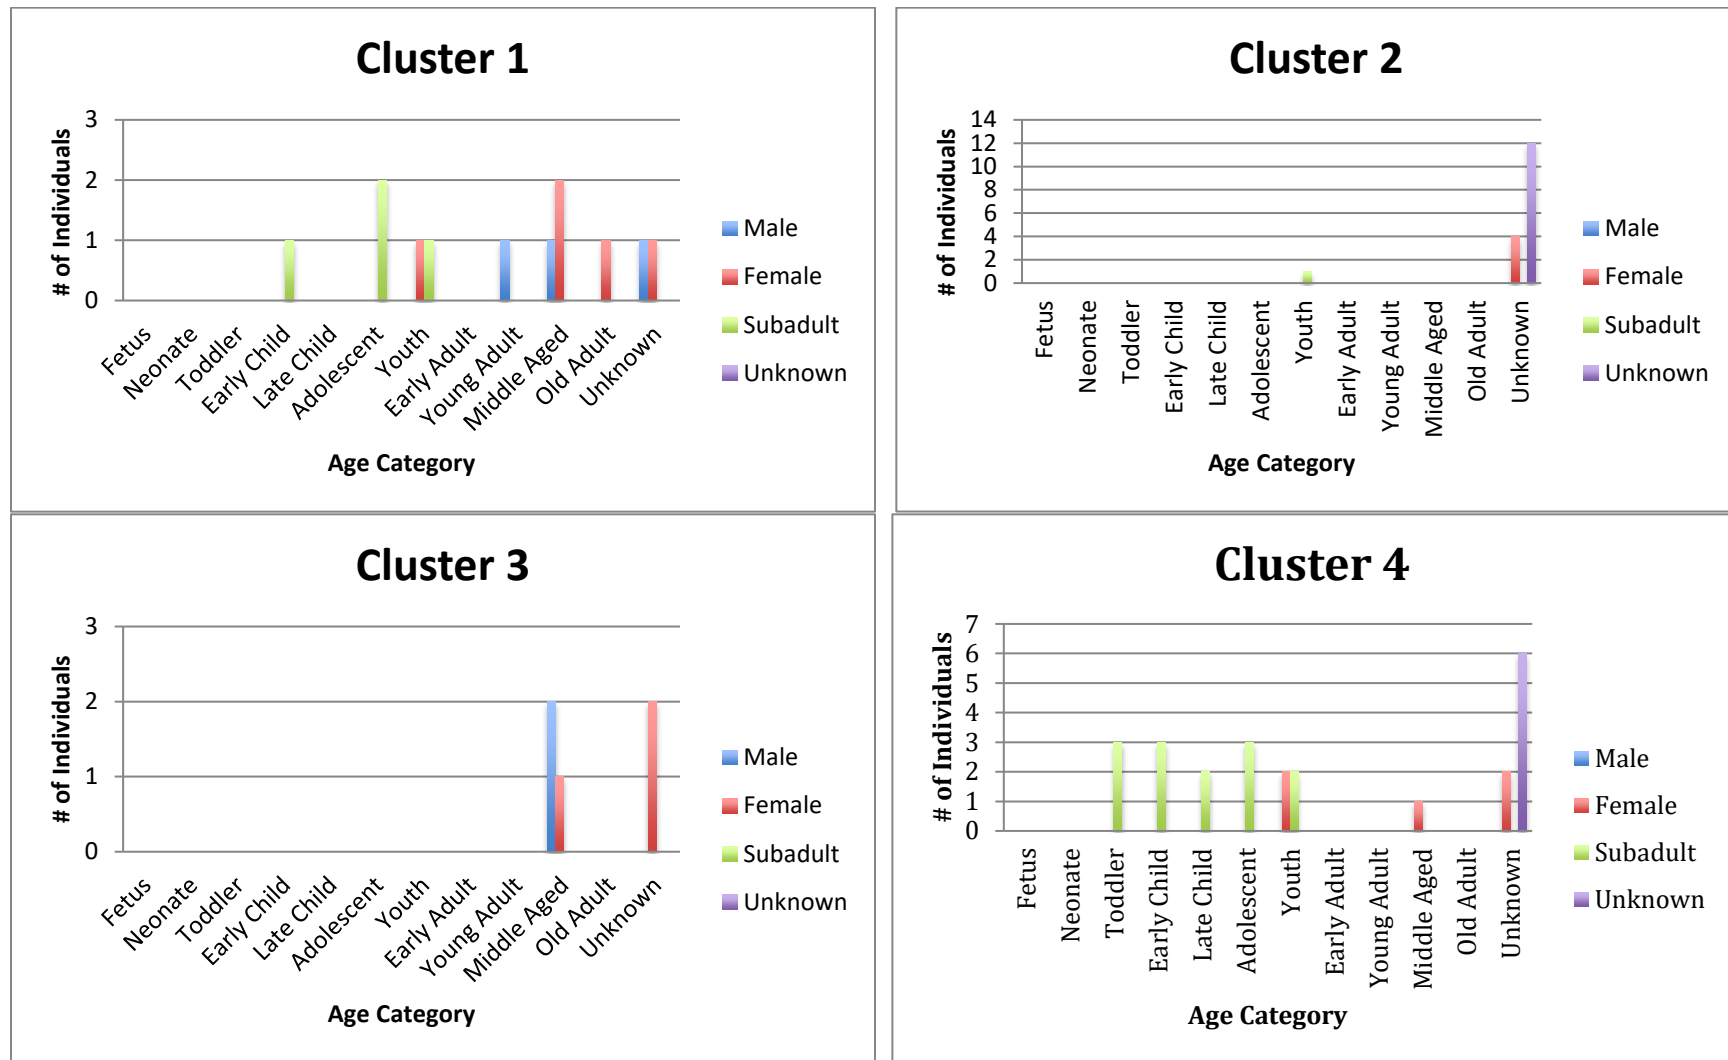 Cluster 1
# of Individuals
3
2
1
0
Fetus
Neonate
Toddler
Early Child
Late Child
Adolescent
Youth
Early Adult
Young Adult
Middle Aged
Old Adult
Unknown
Age Category
Male
Female
Subadult
Unknown
Cluster 2
# of Individuals
14
12
10
8
6
4
2
0
Fetus
Neonate
Toddler
Early Child
Late Child
Adolescent
Youth
Early Adult
Young Adult
Middle Aged
Old Adult
Unknown
Age Category
Male
Female
Subadult
Unknown
Cluster 3
# of Individuals
3
2
1
0
Fetus
Neonate
Toddler
Early Child
Late Child
Adolescent
Youth
Early Adult
Young Adult
Middle Aged
Old Adult
Unknown
Age Category
Male
Female
Subadult
Unknown
Cluster 4
# of Individuals
7
6
5
4
3
2
1
0
Fetus
Neonate
Toddler
Early Child
Late Child
Adolescent
Youth
Early Adult
Young Adult
Middle Aged
Old Adult
Unknown
Age Category
Male
Female
Subadult
Unknown